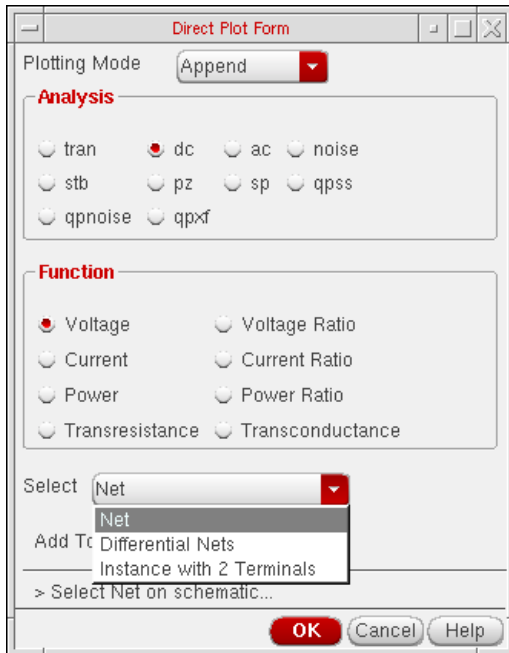 Direct Plot Form
Plotting Mode Append
Analysis
tran dc ac noise
stb pz sp qpss
qpnoise qpxf
Function
Voltage Voltage Ratio
Current Current Ratio
Power Power Ratio
Transresistance Transconductance
Select Net
Net
Add To Differential Nets
Instance with 2 Terminals
> Select Net on schematic...
OK Cancel Help